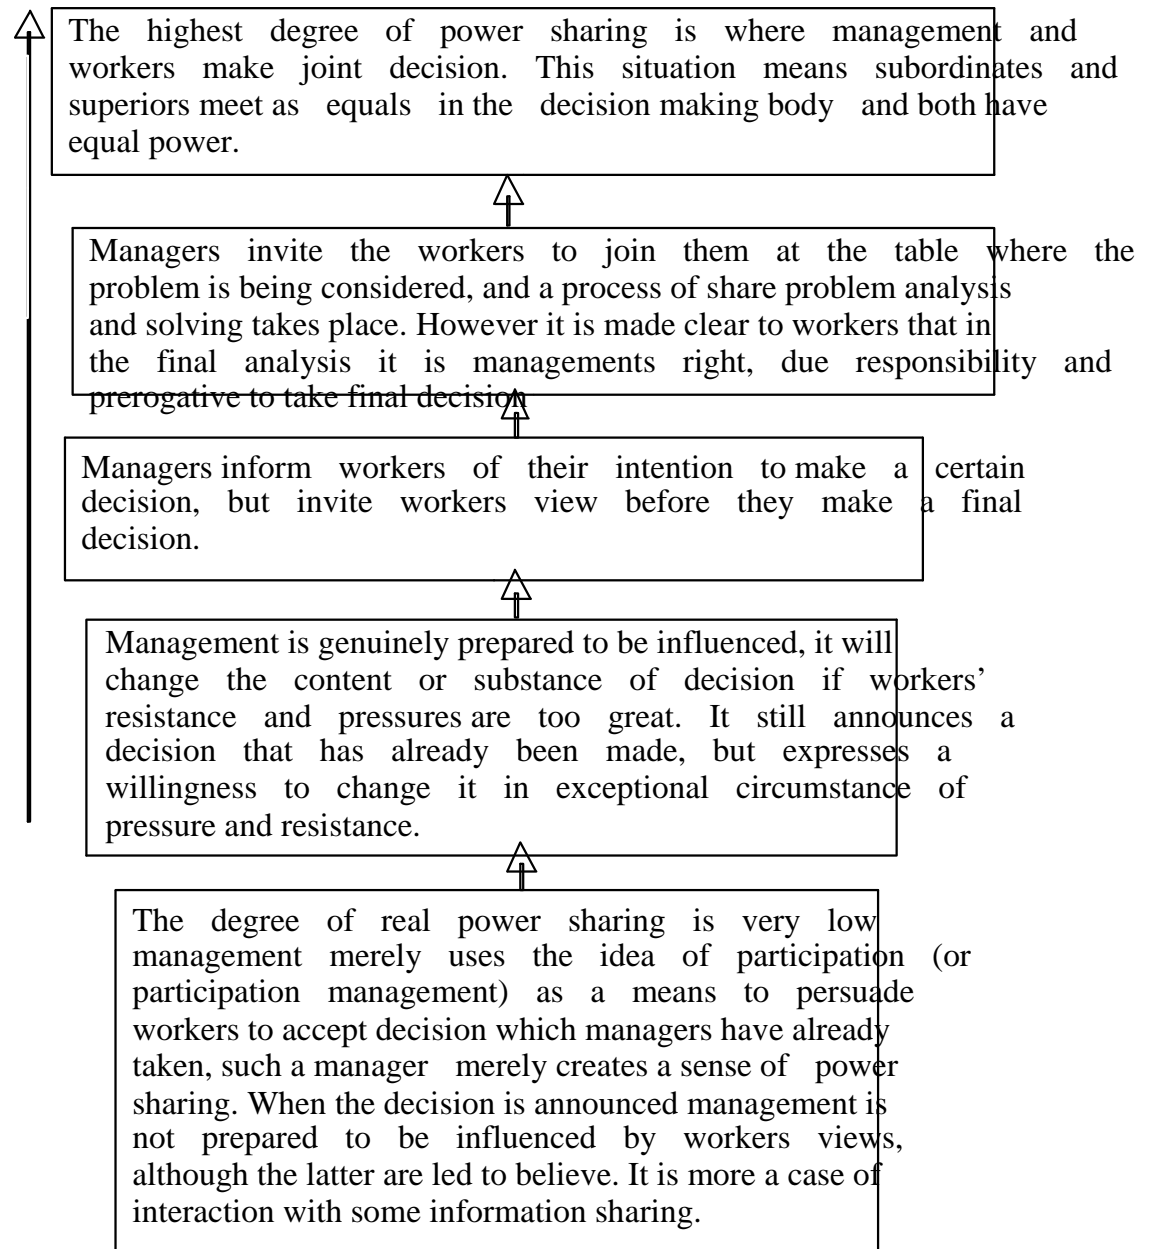 The highest degree of power sharing is where management and
workers make joint decision. This situation means subordinates and
superiors meet as equals in the decision making body and both have
equal power.
Managers invite the workers to join them at the table where the
problem is being considered, and a process of share problem analysis
and solving takes place. However it is made clear to workers that in
the final analysis it is managements right, due responsibility and
prerogative to take final decision
Managers inform workers of their intention to make a certain
decision, but invite workers view before they make a final
decision.
Management is genuinely prepared to be influenced, it will
change the content or substance of decision if workers’
resistance and pressures are too great. It still announces a
decision that has already been made, but expresses a
willingness to change it in exceptional circumstance of
pressure and resistance.
The degree of real power sharing is very low
management merely uses the idea of participation (or
participation management) as a means to persuade
workers to accept decision which managers have already
taken, such a manager merely creates a sense of power
sharing. When the decision is announced management is
not prepared to be influenced by workers views,
although the latter are led to believe. It is more a case of
interaction with some information sharing.